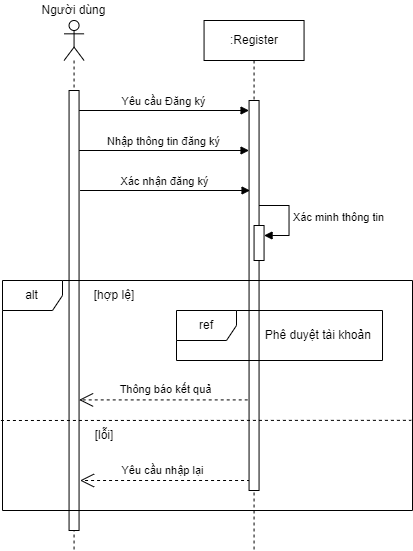 Người dùng
:Register
Yêu cầu Đăng ký
Nhập thông tin đăng ký
Xác nhận đăng ký
Xác minh thông tin
alt
[hợp lệ]
ref
Phê duyệt tài khoản
Thông báo kết quả
[lỗi]
Yêu cầu nhập lại